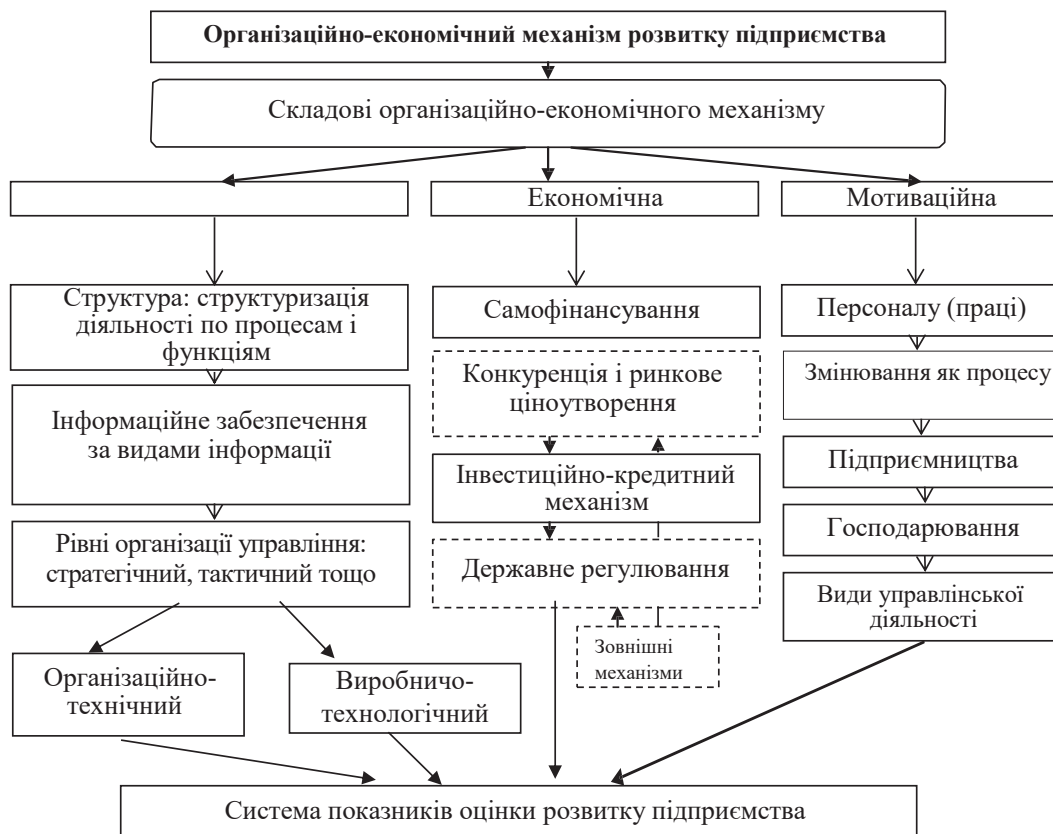 Організаційно-економічний механізм розвитку підприємства
Складові організаційно-економічного механізму
Економічна
Мотиваційна
Структура: структуризація
діяльності по процесам і
функціям
Самофінансування
Персоналу (праці)
Конкуренція і ринкове
ціноутворення
Змінювання як процесу
Інформаційне забезпечення
за видами інформації
Інвестиційно-кредитний
механізм
Підприємництва
Господарювання
Рівні організації управління:
стратегічний, тактичний тощо
Державне регулювання
Види управлінської
діяльності
Зовнішні
механізми
Організаційно-
технічний
Виробничо-
технологічний
Система показників оцінки розвитку підприємства